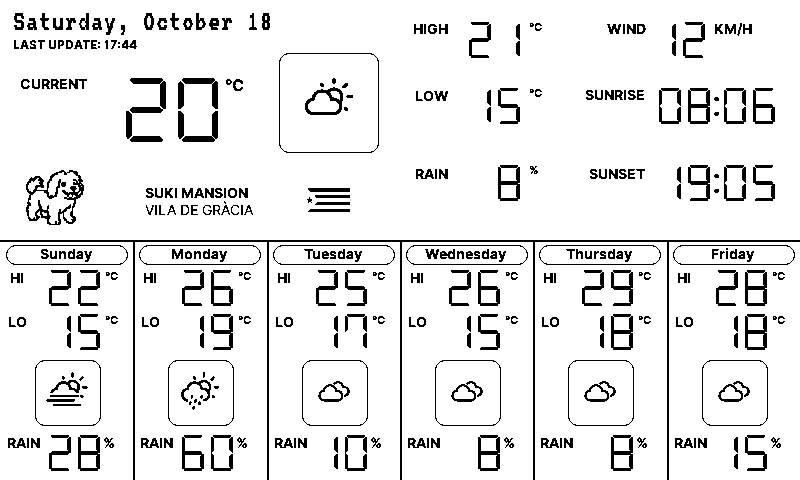 Saturday, October 18
LAST UPDATE: 17:44
CURRENT 20 °C
HIGH 21 °C
LOW 15 °C
RAIN 8 %
WIND 12 KM/H
SUNRISE 08:06
SUNSET 19:05
SUKI MANSION
VILA DE GRÀCIA
Sunday
HI 22 °C
LO 15 °C
RAIN 28 %
Monday
HI 26 °C
LO 19 °C
RAIN 60 %
Tuesday
HI 25 °C
LO 17 °C
RAIN 10 %
Wednesday
HI 26 °C
LO 15 °C
RAIN 8 %
Thursday
HI 29 °C
LO 18 °C
RAIN 8 %
Friday
HI 28 °C
LO 18 °C
RAIN 15 %